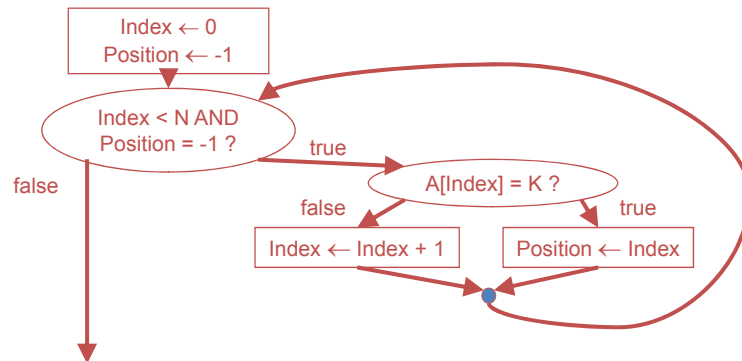 Index ← 0
Position ← -1
Index < N AND
Position = -1 ?
true
false
A[Index] = K ?
false
true
Index ← Index + 1
Position ← Index